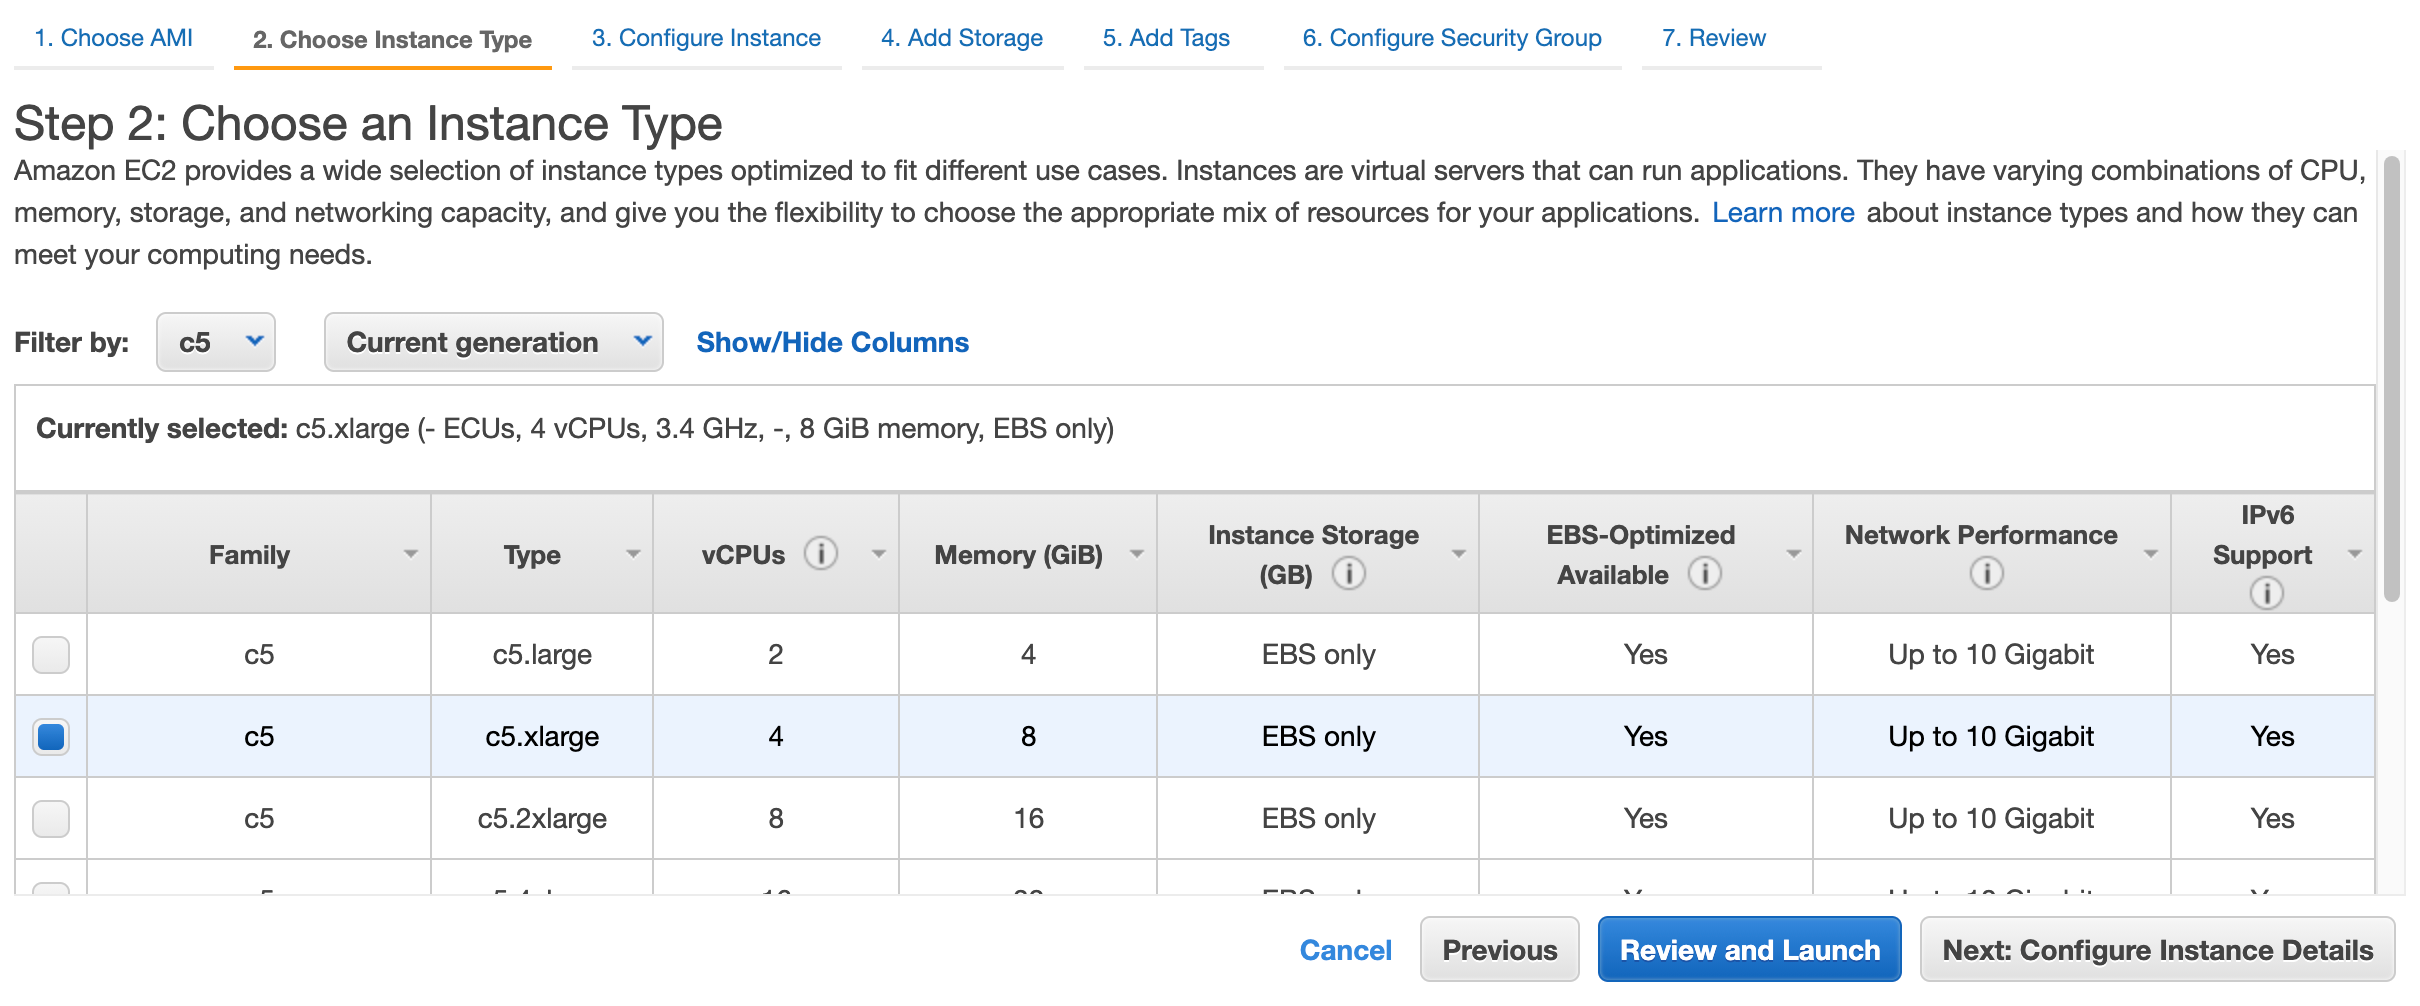 1. Choose AMI 2. Choose Instance Type 3. Configure Instance 4. Add Storage 5. Add Tags 6. Configure Security Group 7. Review
Step 2: Choose an Instance Type
Amazon EC2 provides a wide selection of instance types optimized to fit different use cases. Instances are virtual servers that can run applications. They have varying combinations of CPU,
memory, storage, and networking capacity, and give you the flexibility to choose the appropriate mix of resources for your applications. Learn more about instance types and how they can
meet your computing needs.
Filter by: c5 Current generation Show/Hide Columns
Currently selected: c5.xlarge (- ECUs, 4 vCPUs, 3.4 GHz, -, 8 GiB memory, EBS only)
Family Type vCPUs Memory (GiB) Instance Storage (GB) EBS-Optimized Available Network Performance IPv6 Support
c5 c5.large 2 4 EBS only Yes Up to 10 Gigabit Yes
c5 c5.xlarge 4 8 EBS only Yes Up to 10 Gigabit Yes
c5 c5.2xlarge 8 16 EBS only Yes Up to 10 Gigabit Yes
Cancel Previous Review and Launch Next: Configure Instance Details